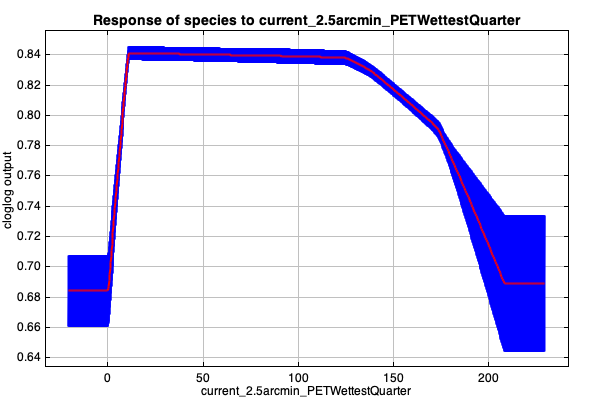 Response of species to current_2.5arcmin_PETWettestQuarter
cloglog output
0.84
0.82
0.80
0.78
0.76
0.74
0.72
0.70
0.68
0.66
0.64
0 50 100 150 200
current_2.5arcmin_PETWettestQuarter